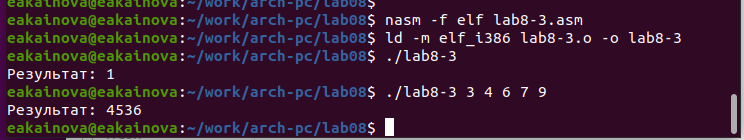 eakainova@eakainova:~/work/arch-pc/lab08$ nasm -f elf lab8-3.asm
eakainova@eakainova:~/work/arch-pc/lab08$ ld -m elf_i386 lab8-3.o -o lab8-3
eakainova@eakainova:~/work/arch-pc/lab08$ ./lab8-3
Результат: 1
eakainova@eakainova:~/work/arch-pc/lab08$ ./lab8-3 3 4 6 7 9
Результат: 4536
eakainova@eakainova:~/work/arch-pc/lab08$